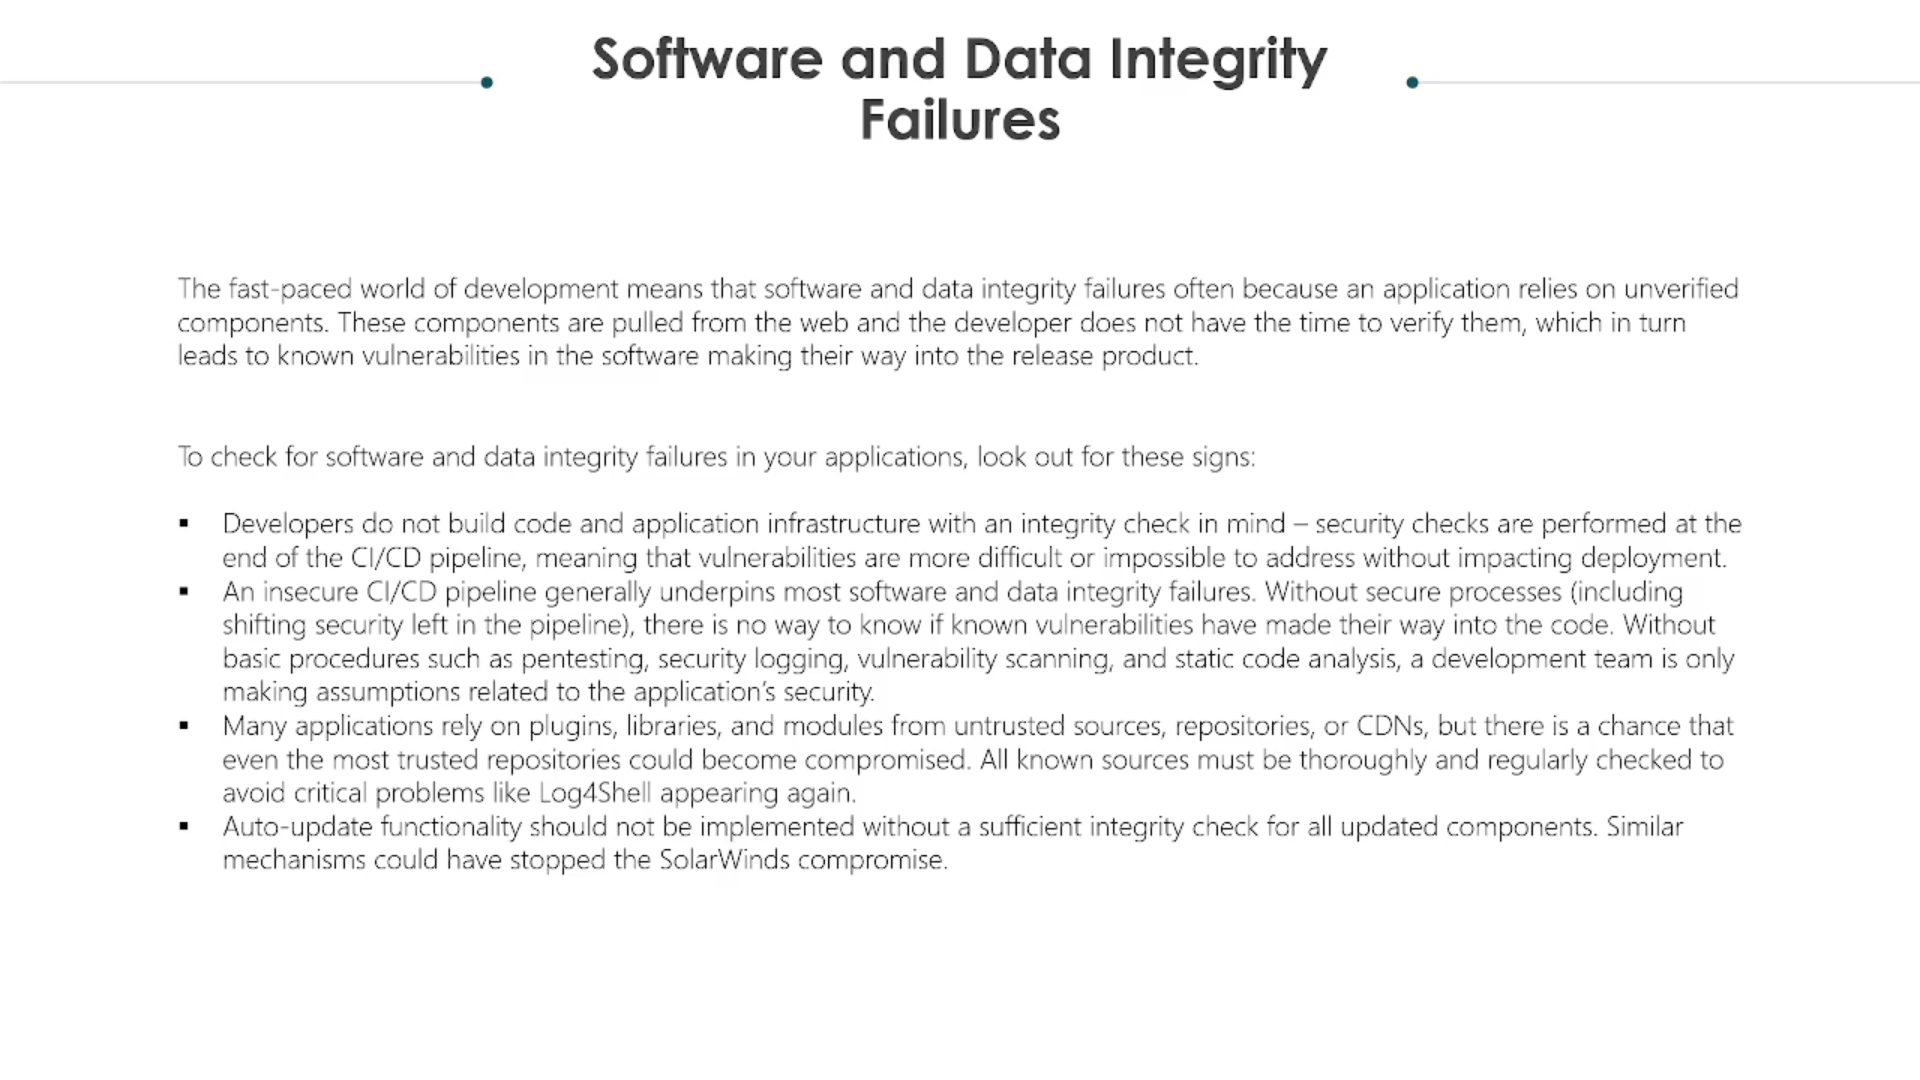 Software and Data Integrity
Failures
The fast-paced world of development means that software and data integrity failures often because an application relies on unverified
components. These components are pulled from the web and the developer does not have the time to verify them, which in turn
leads to known vulnerabilities in the software making their way into the release product.
To check for software and data integrity failures in your applications, look out for these signs:
▪ Developers do not build code and application infrastructure with an integrity check in mind – security checks are performed at the
end of the CI/CD pipeline, meaning that vulnerabilities are more difficult or impossible to address without impacting deployment.
▪ An insecure CI/CD pipeline generally underpins most software and data integrity failures. Without secure processes (including
shifting security left in the pipeline), there is no way to know if known vulnerabilities have made their way into the code. Without
basic procedures such as pentesting, security logging, vulnerability scanning, and static code analysis, a development team is only
making assumptions related to the application’s security.
▪ Many applications rely on plugins, libraries, and modules from untrusted sources, repositories, or CDNs, but there is a chance that
even the most trusted repositories could become compromised. All known sources must be thoroughly and regularly checked to
avoid critical problems like Log4Shell appearing again.
▪ Auto-update functionality should not be implemented without a sufficient integrity check for all updated components. Similar
mechanisms could have stopped the SolarWinds compromise.